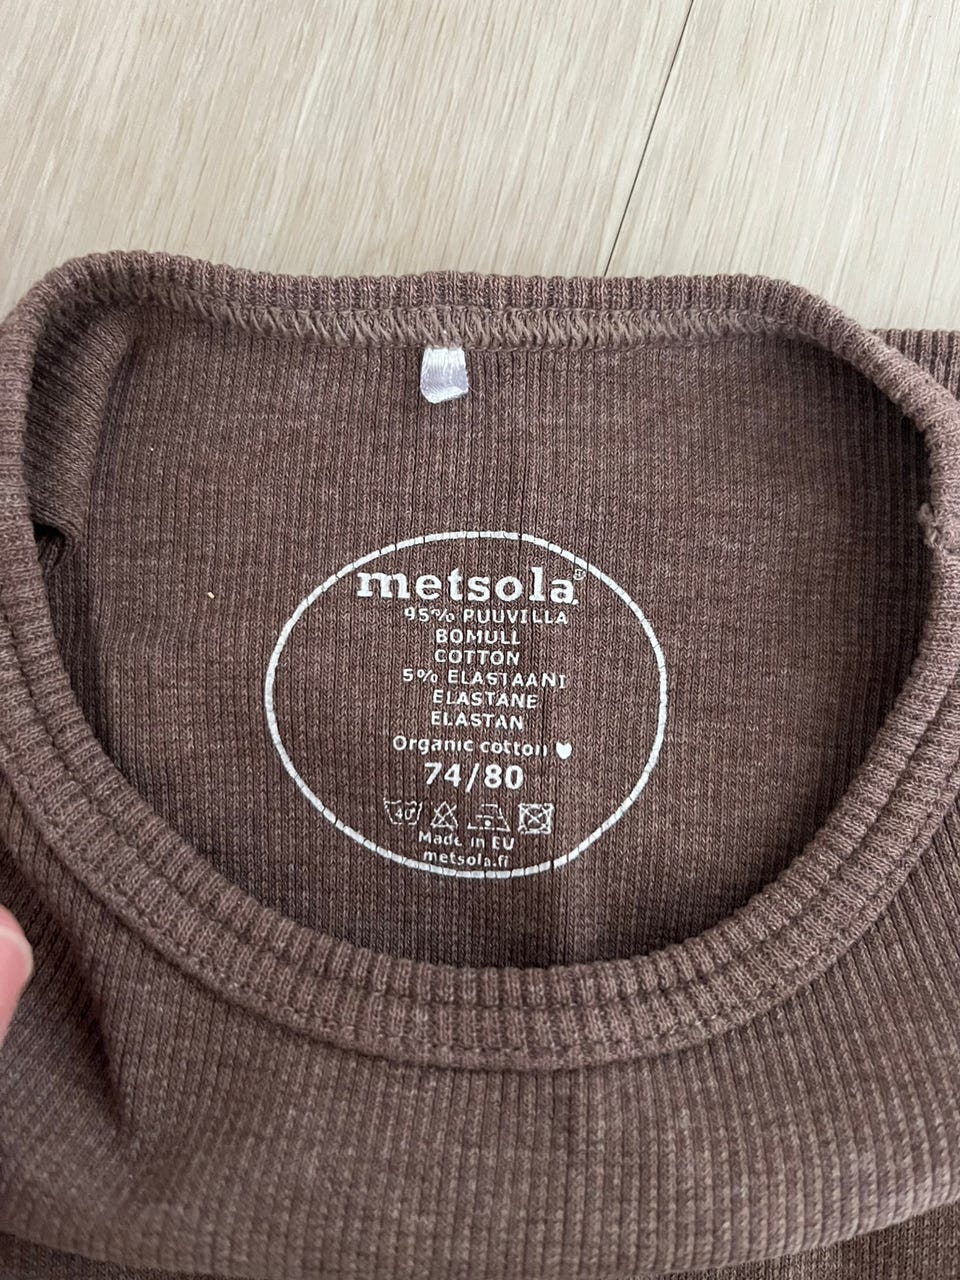 metsola®
95% PUUVILLA
BOMULL
COTTON
5% ELASTAANI
ELASTANE
ELASTAN
Organic cotton ♥
74/80
40
Made in EU
metsola.fi